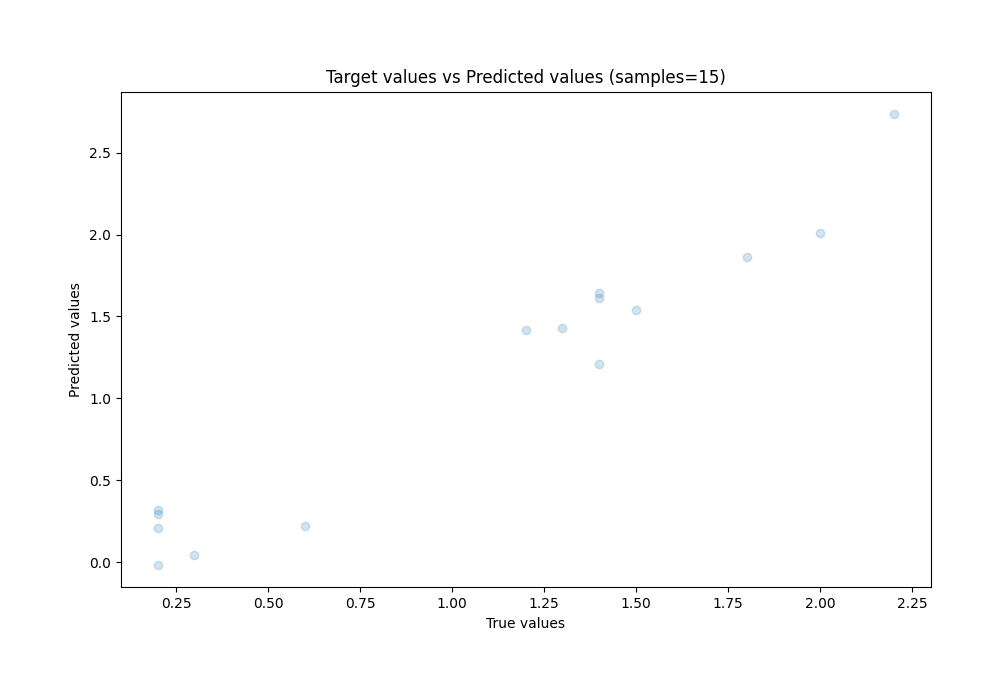 Target values vs Predicted values (samples=15)
2.5
2.0
1.5
1.0
0.5
0.0
Predicted values
0.25 0.50 0.75 1.00 1.25 1.50 1.75 2.00 2.25
True values